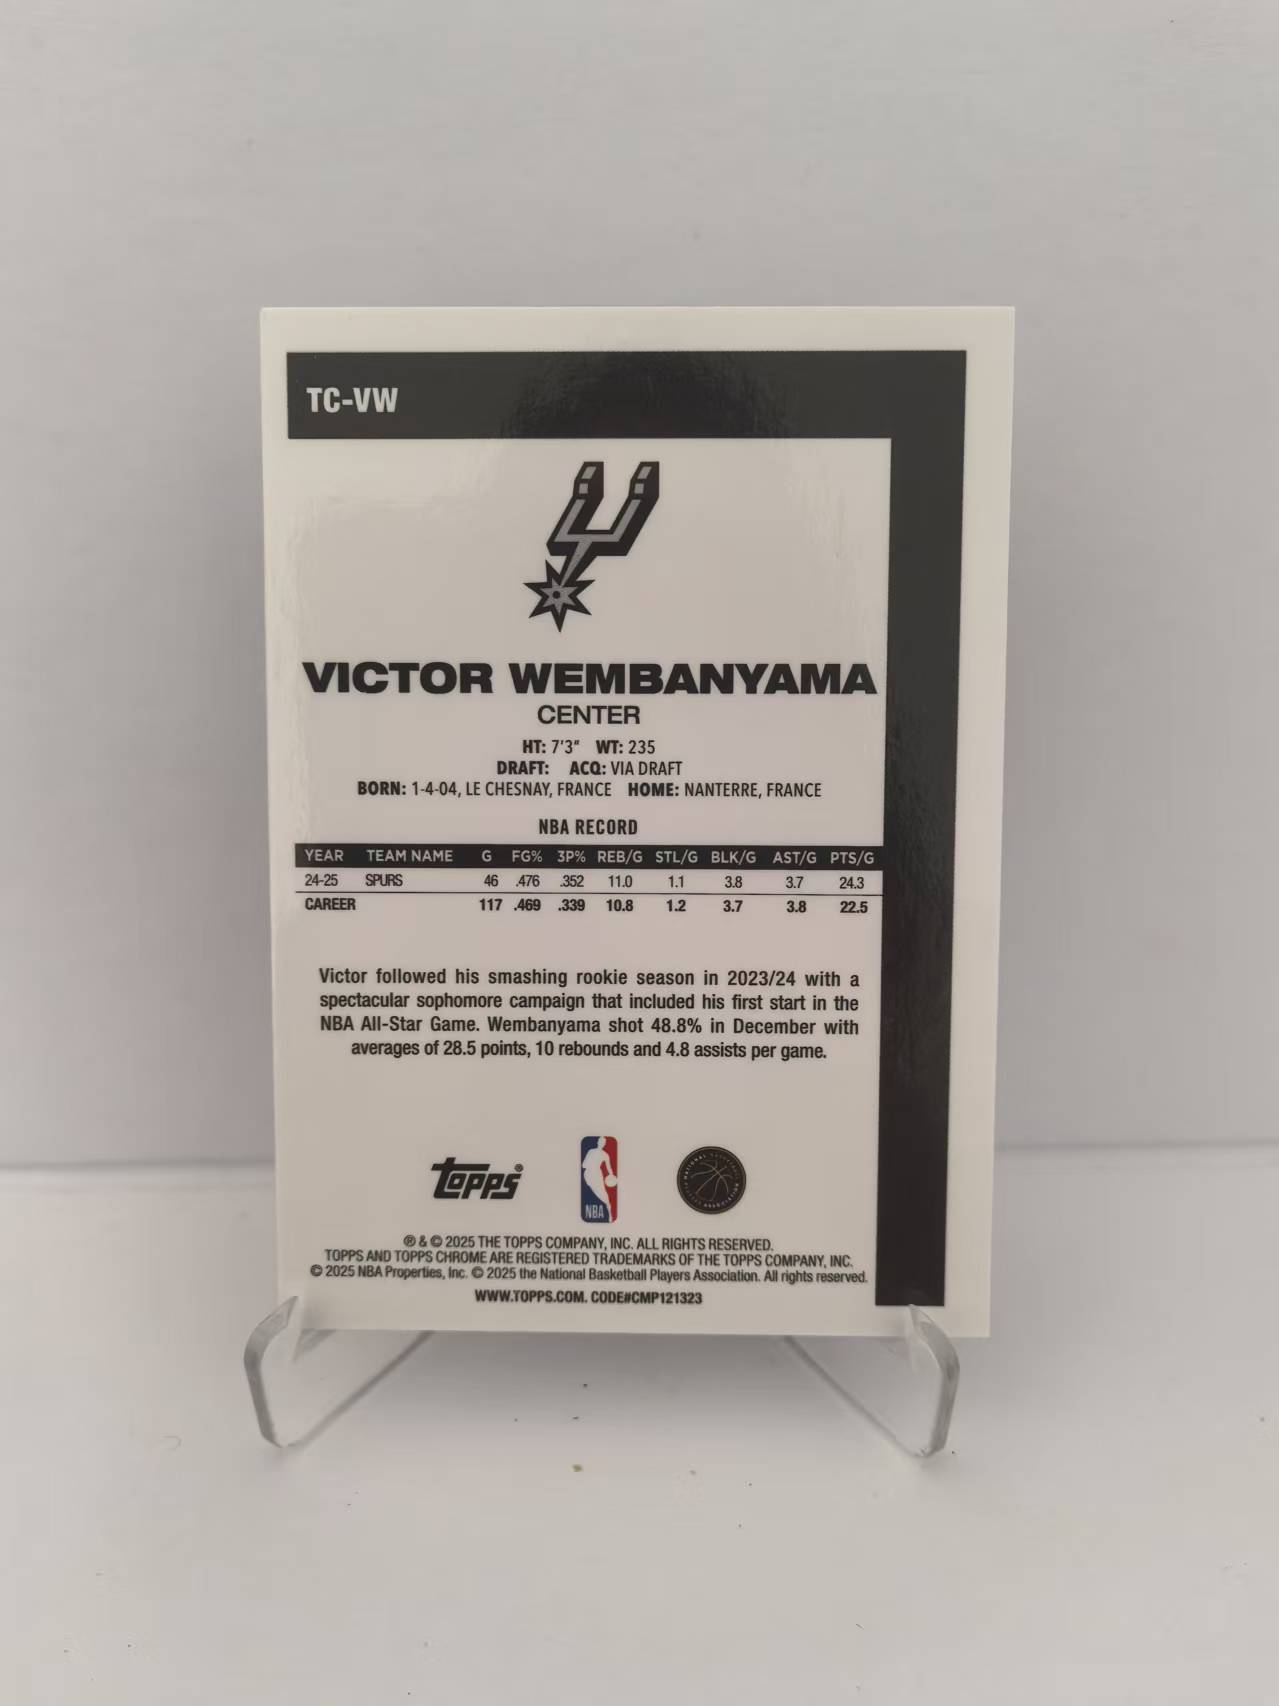 TC-VW
VICTOR WEMBANYAMA
CENTER
HT: 7'3" WT: 235
DRAFT: ACQ: VIA DRAFT
BORN: 1-4-04, LE CHESNAY, FRANCE HOME: NANTERRE, FRANCE
NBA RECORD
YEAR TEAM NAME G FG% 3P% REB/G STL/G BLK/G AST/G PTS/G
24-25 SPURS 46 .476 .352 11.0 1.1 3.8 3.7 24.3
CAREER 117 .469 .339 10.8 1.2 3.7 3.8 22.5
Victor followed his smashing rookie season in 2023/24 with a
spectacular sophomore campaign that included his first start in the
NBA All-Star Game. Wembanyama shot 48.8% in December with
averages of 28.5 points, 10 rebounds and 4.8 assists per game.
topps®
NBA
® & © 2025 THE TOPPS COMPANY, INC. ALL RIGHTS RESERVED.
TOPPS AND TOPPS CHROME ARE REGISTERED TRADEMARKS OF THE TOPPS COMPANY, INC.
© 2025 NBA Properties, Inc. © 2025 the National Basketball Players Association. All rights reserved.
WWW.TOPPS.COM. CODE#CMP121323